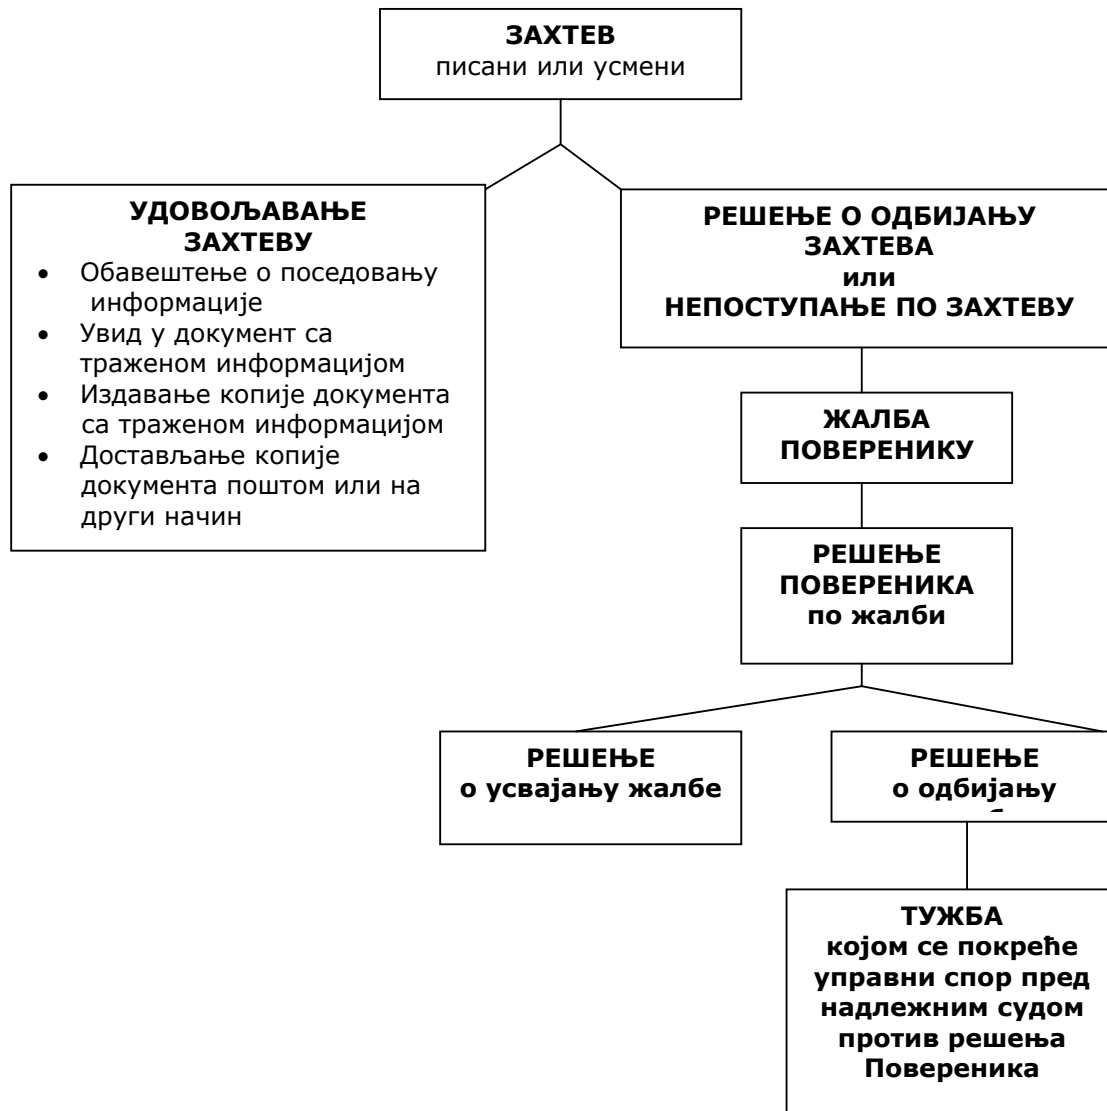 ЗАХТЕВ
писани или усмени
УДОВОЉАВАЊЕ
ЗАХТЕВУ
• Обавештење о поседовању
информације
• Увид у документ са
траженом информацијом
• Издавање копије документа
са траженом информацијом
• Достављање копије
документа поштом или на
други начин
РЕШЕЊЕ О ОДБИЈАЊУ
ЗАХТЕВА
или
НЕПОСТУПАЊЕ ПО ЗАХТЕВУ
ЖАЛБА
ПОВЕРЕНИКУ
РЕШЕЊЕ
ПОВЕРЕНИКА
по жалби
РЕШЕЊЕ
о усвајању жалбе
РЕШЕЊЕ
о одбијању
ТУЖБА
којом се покреће
управни спор пред
надлежним судом
против решења
Повереника